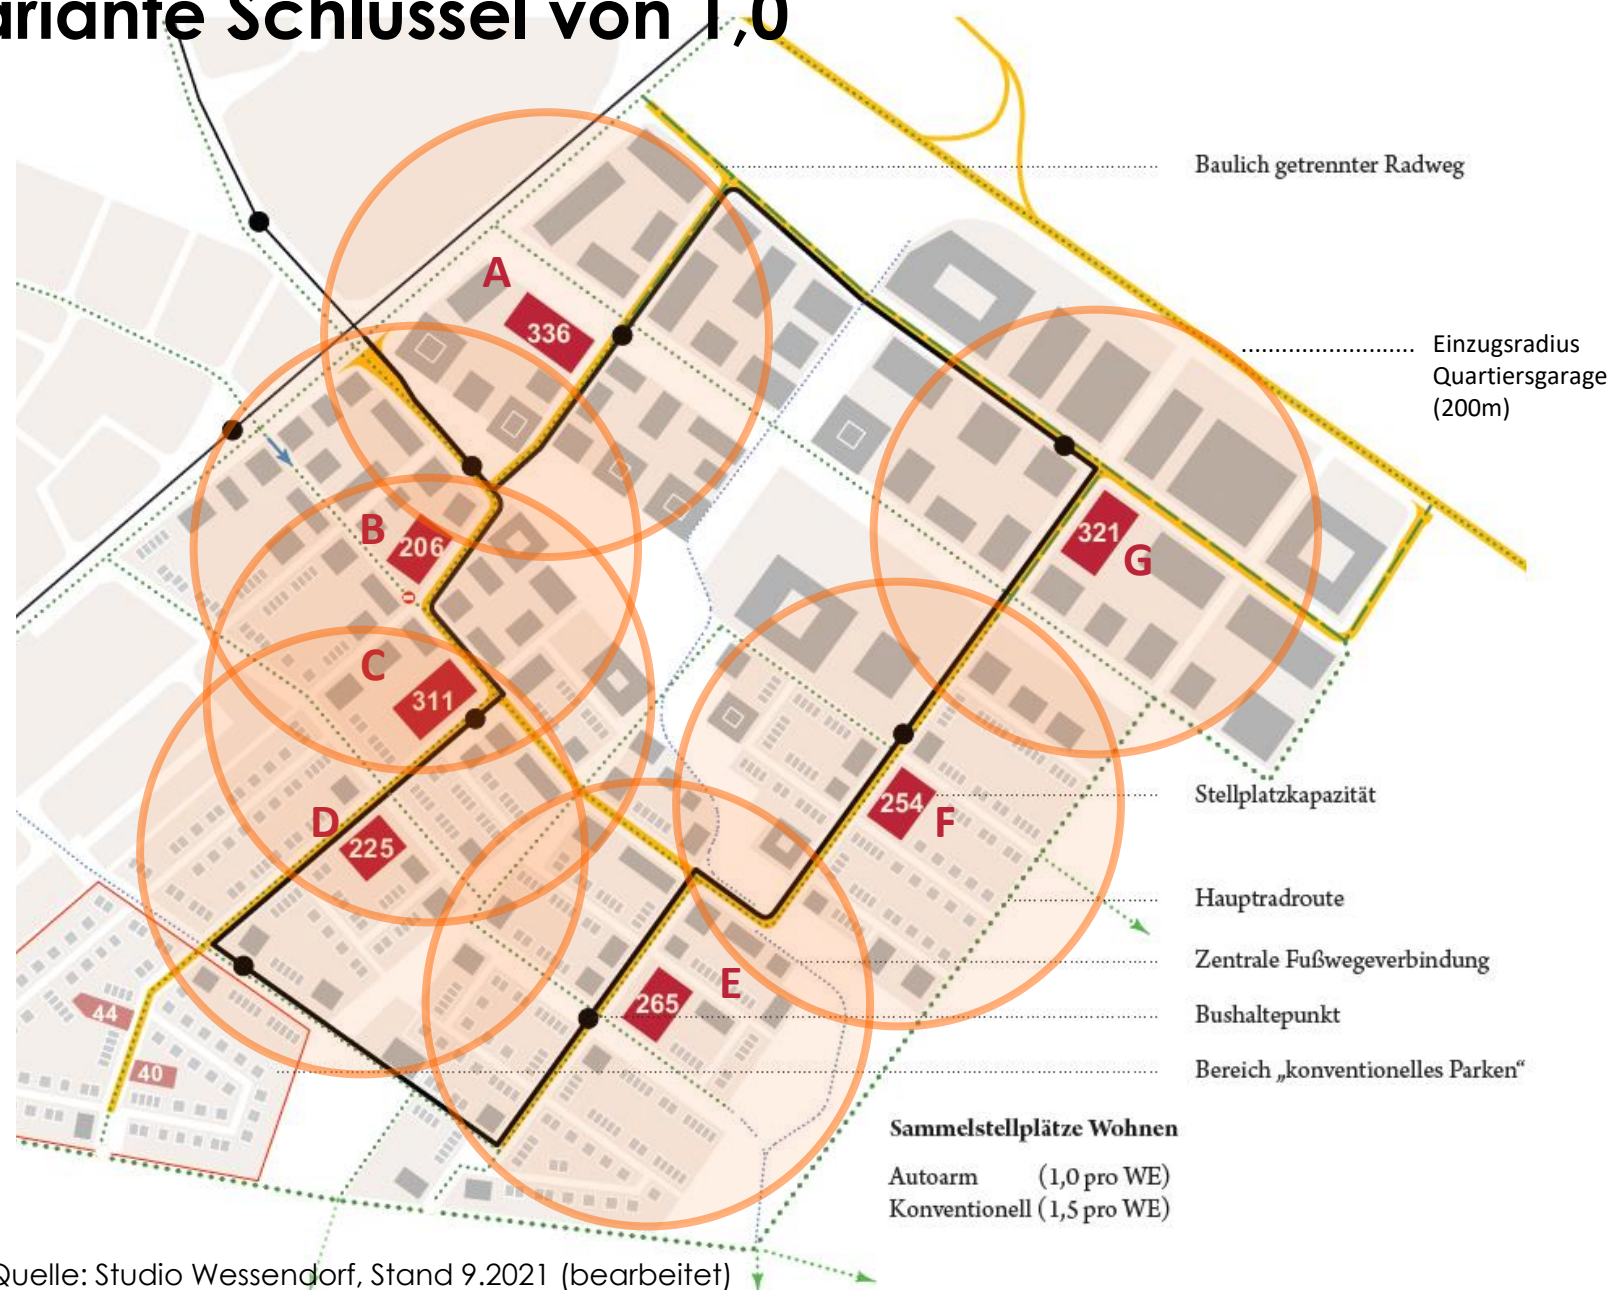 ariante Schlüssel von 1,0
Baulich getrennter Radweg
A
336
Einzugsradius
Quartiersgarage
(200m)
B
206
321
G
C
311
D
225
254
F
Stellplatzkapazität
Hauptradroute
E
265
Zentrale Fußwegeverbindung
44
Bushaltepunkt
40
Bereich „konventionelles Parken“
Sammelstellplätze Wohnen
Autoarm (1,0 pro WE)
Konventionell (1,5 pro WE)
Quelle: Studio Wessendorf, Stand 9.2021 (bearbeitet)